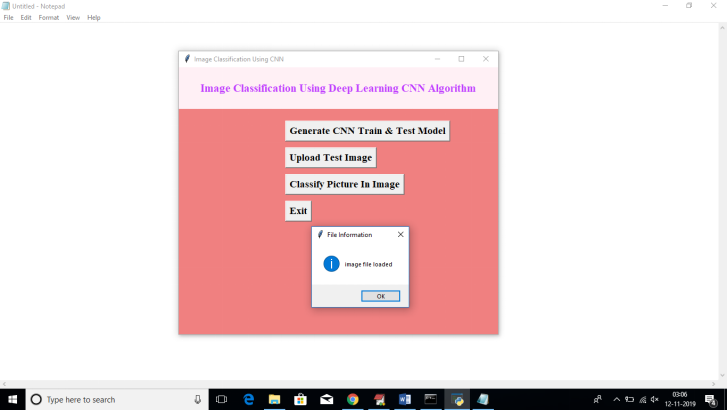 Untitled - Notepad
File Edit Format View Help
Image Classification Using CNN
Image Classification Using Deep Learning CNN Algorithm
Generate CNN Train & Test Model
Upload Test Image
Classify Picture In Image
Exit
File Information
image file loaded
OK
Type here to search
03:06
12-11-2019